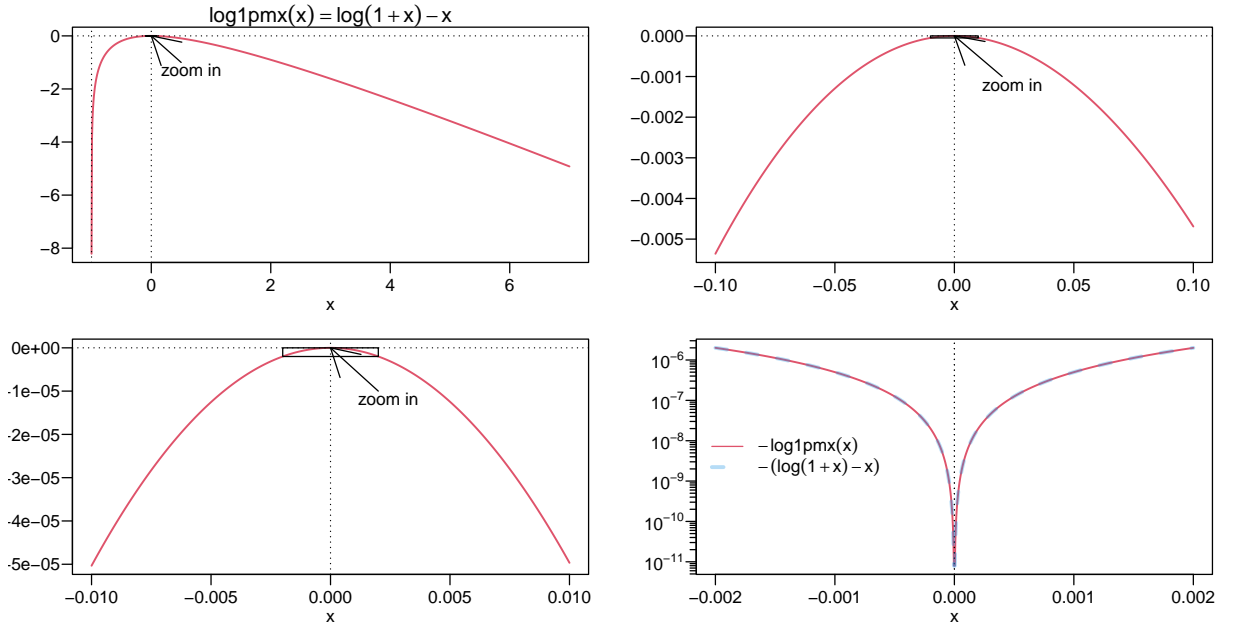 log1pmx(x) = log(1 + x) − x
0
−2
−4
−6
−8
zoom in
0
2
4
6
x
0.000
−0.001
−0.002
−0.003
−0.004
−0.005
zoom in
−0.10
−0.05
0.00
0.05
0.10
x
0e+00
-1e−05
-2e−05
-3e−05
-4e−05
-5e−05
zoom in
−0.010
−0.005
0.000
0.005
0.010
x
10−6
10−7
10−8
10−9
10−10
10−11
− log1pmx(x)
− (log(1 + x) − x)
−0.002
−0.001
0.000
0.001
0.002
x